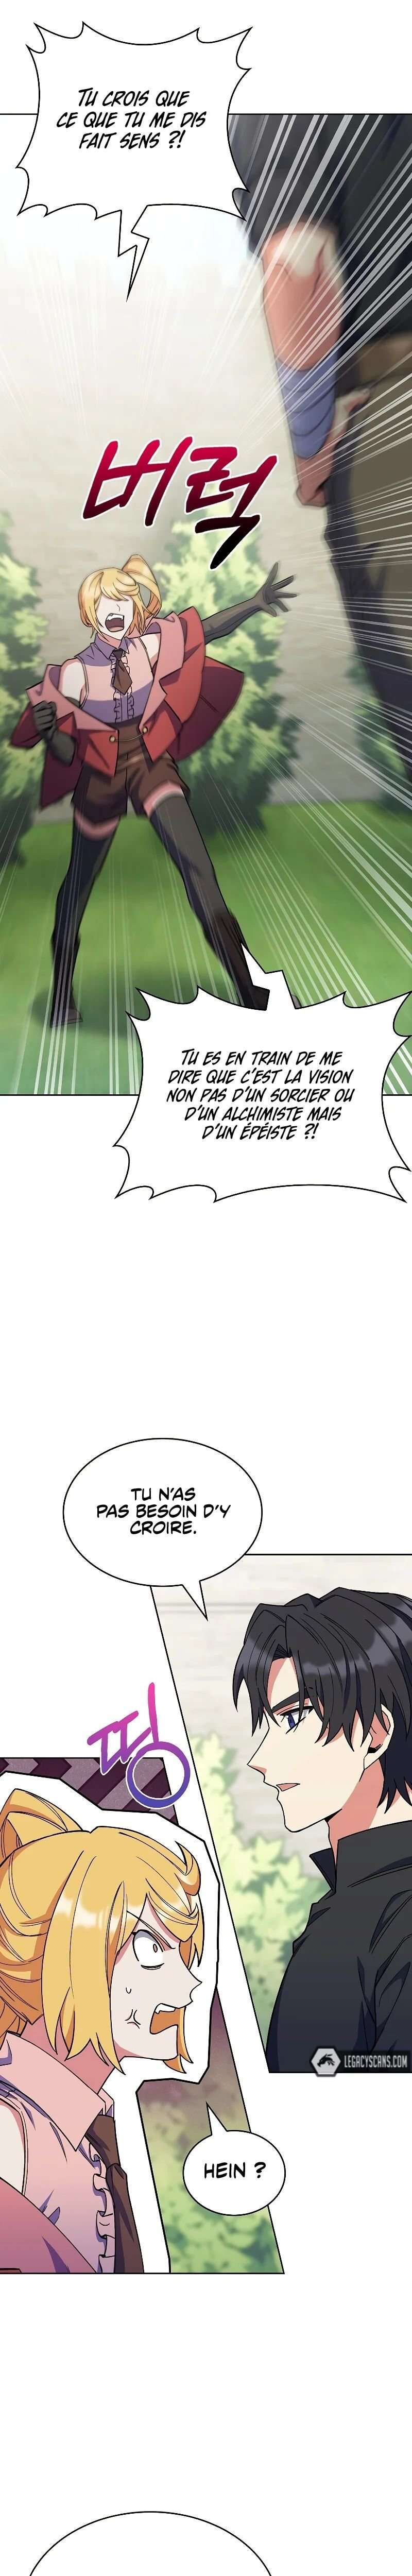 TU CROIS QUE
CE QUE TU ME DIS
FAIT SENS ?!
버럭
TU ES EN TRAIN DE ME
DIRE QUE C'EST LA VISION
NON PAS D'UN SORCIER OU
D'UN ALCHIMISTE MAIS
D'UN ÉPÉISTE ?!
TU N'AS
PAS BESOIN D'Y
CROIRE.
띠잉
LEGACYSCANS.COM
HEIN ?